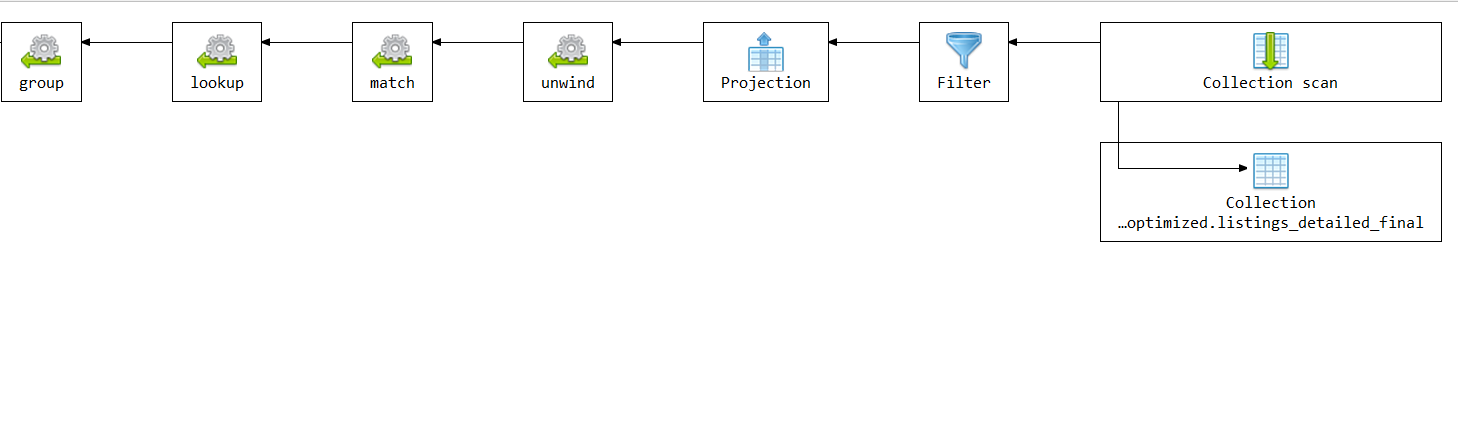 group
lookup
match
unwind
Projection
Filter
Collection scan
Collection
…optimized.listings_detailed_final